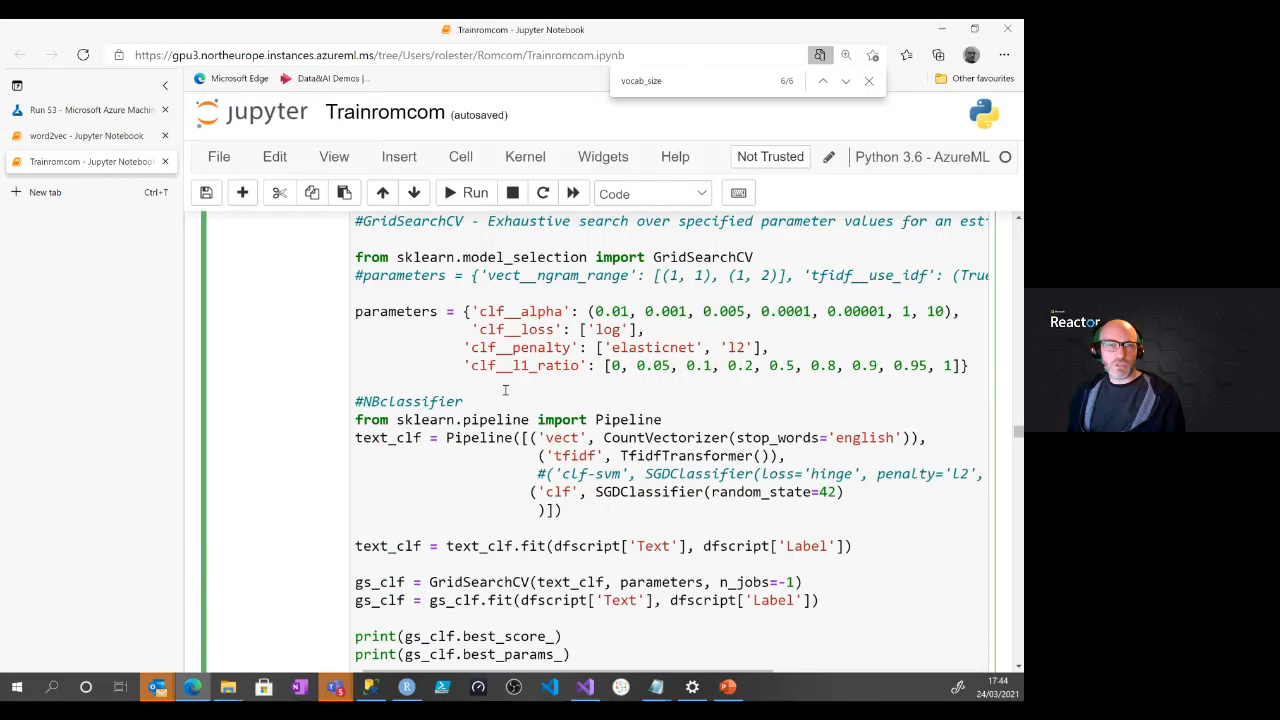 Trainromcom - Jupyter Notebook
https://gpu3.northeurope.instances.azureml.ms/tree/Users/rolester/Romcom/Trainromcom.ipynb
Microsoft Edge
Data&AI Demos |...
Other favourites
vocab_size
6/6
Run 53 - Microsoft Azure Machin
word2vec - Jupyter Notebook
Trainromcom - Jupyter Notebook
New tab
Ctrl+T
jupyter
Trainromcom (autosaved)
File Edit View Insert Cell Kernel Widgets Help
Not Trusted
Python 3.6 - AzureML
Run
Code
#GridSearchCV - Exhaustive search over specified parameter values for an est
from sklearn.model_selection import GridSearchCV
#parameters = {'vect__ngram_range': [(1, 1), (1, 2)], 'tfidf__use_idf': (True
parameters = {'clf__alpha': (0.01, 0.001, 0.005, 0.0001, 0.00001, 1, 10),
'clf__loss': ['log'],
'clf__penalty': ['elasticnet', 'l2'],
'clf__l1_ratio': [0, 0.05, 0.1, 0.2, 0.5, 0.8, 0.9, 0.95, 1]}
#NBclassifier
from sklearn.pipeline import Pipeline
text_clf = Pipeline([('vect', CountVectorizer(stop_words='english')),
('tfidf', TfidfTransformer()),
#('clf-svm', SGDClassifier(loss='hinge', penalty='l2',
('clf', SGDClassifier(random_state=42)
)])
text_clf = text_clf.fit(dfscript['Text'], dfscript['Label'])
gs_clf = GridSearchCV(text_clf, parameters, n_jobs=-1)
gs_clf = gs_clf.fit(dfscript['Text'], dfscript['Label'])
print(gs_clf.best_score_)
print(gs_clf.best_params_)
Reactor
17:44
24/03/2021